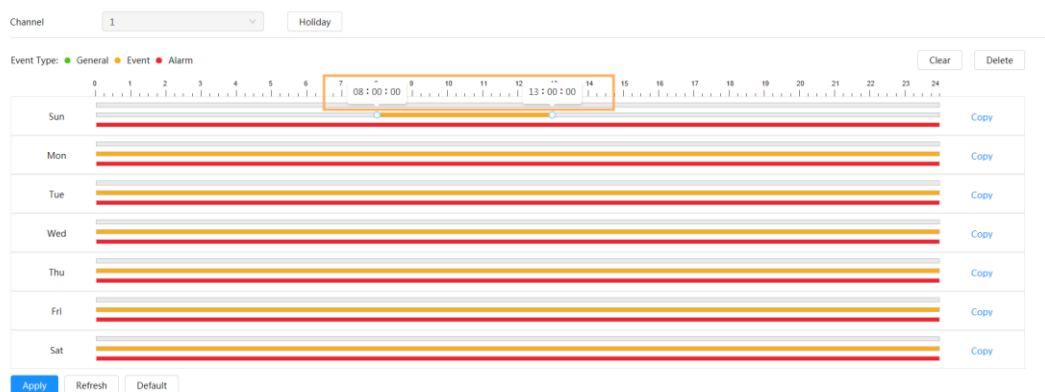 Channel 1 Holiday
Event Type: General Event Alarm Clear Delete
0 1 2 3 4 5 6 7 9 10 11 12 14 15 16 17 18 19 20 21 22 23 24
08:00:00 13:00:00
Sun Copy
Mon Copy
Tue Copy
Wed Copy
Thu Copy
Fri Copy
Sat Copy
Apply Refresh Default